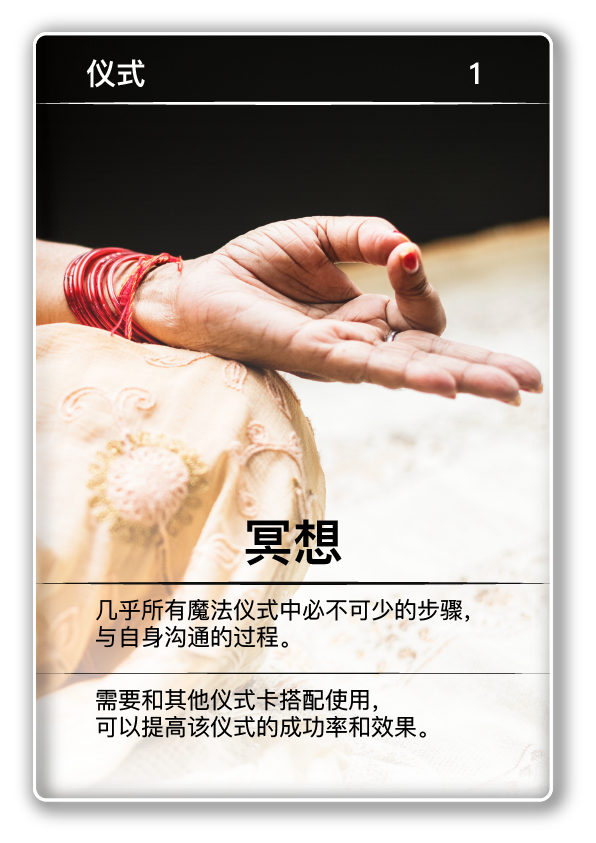 仪式 1
冥想
几乎所有魔法仪式中必不可少的步骤，
与自身沟通的过程。
需要和其他仪式卡搭配使用，
可以提高该仪式的成功率和效果。